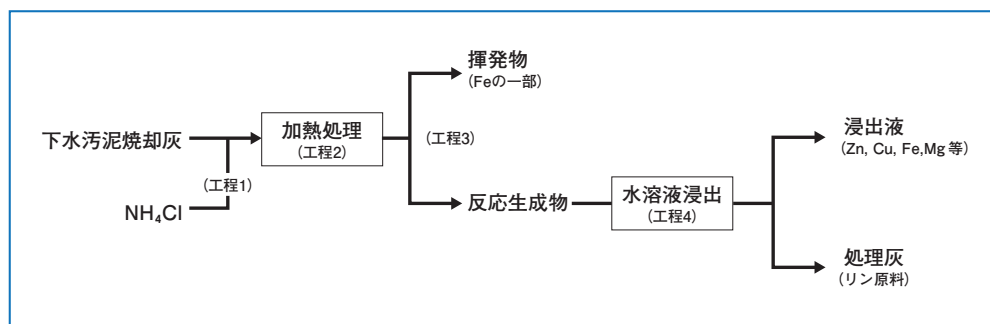 下水汚泥焼却灰
(工程1)
NH₄Cl
加熱処理
(工程2)
(工程3)
揮発物
(Feの一部)
反応生成物
水溶液浸出
(工程4)
浸出液
(Zn, Cu, Fe,Mg 等)
処理灰
(リン原料)